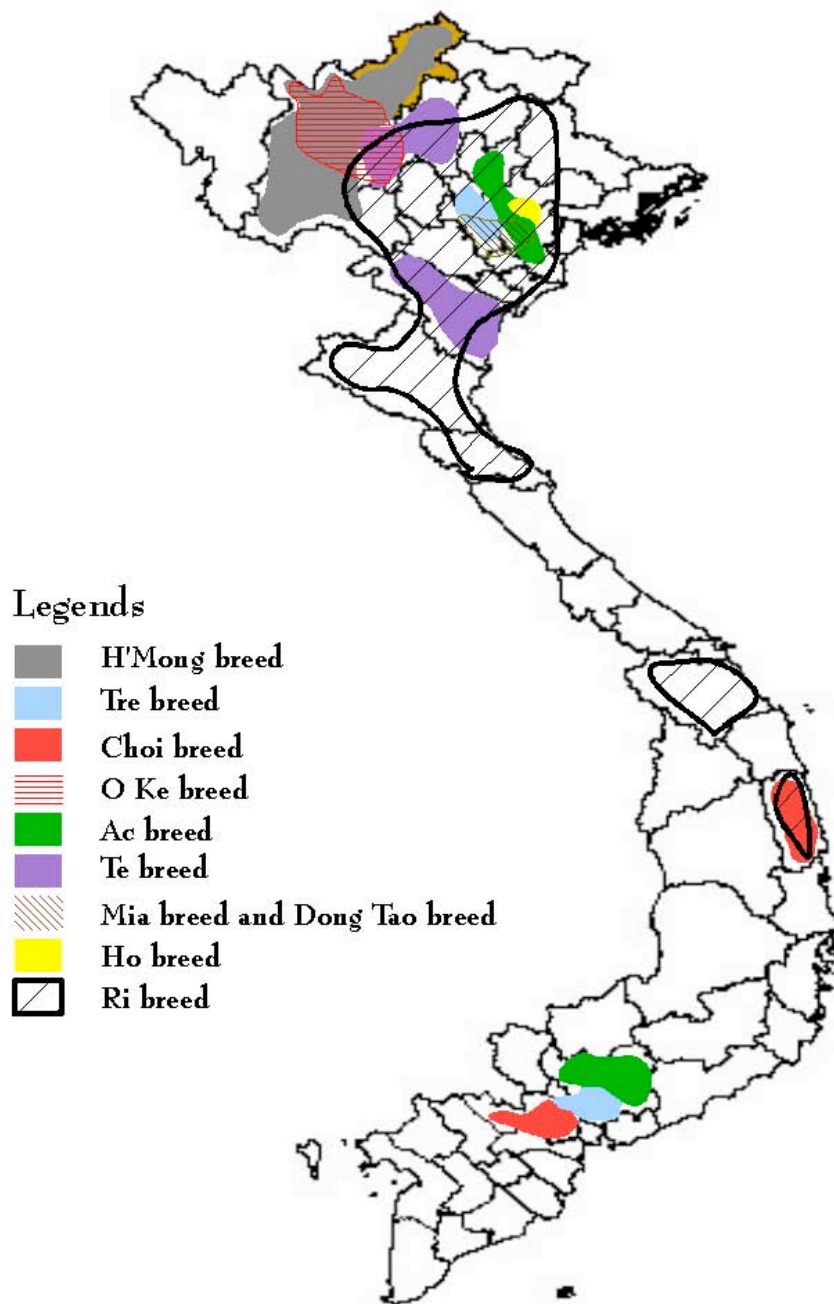 Legends
H'Mong breed
Tre breed
Choi breed
O Ke breed
Ac breed
Te breed
Mia breed and Dong Tao breed
Ho breed
Ri breed